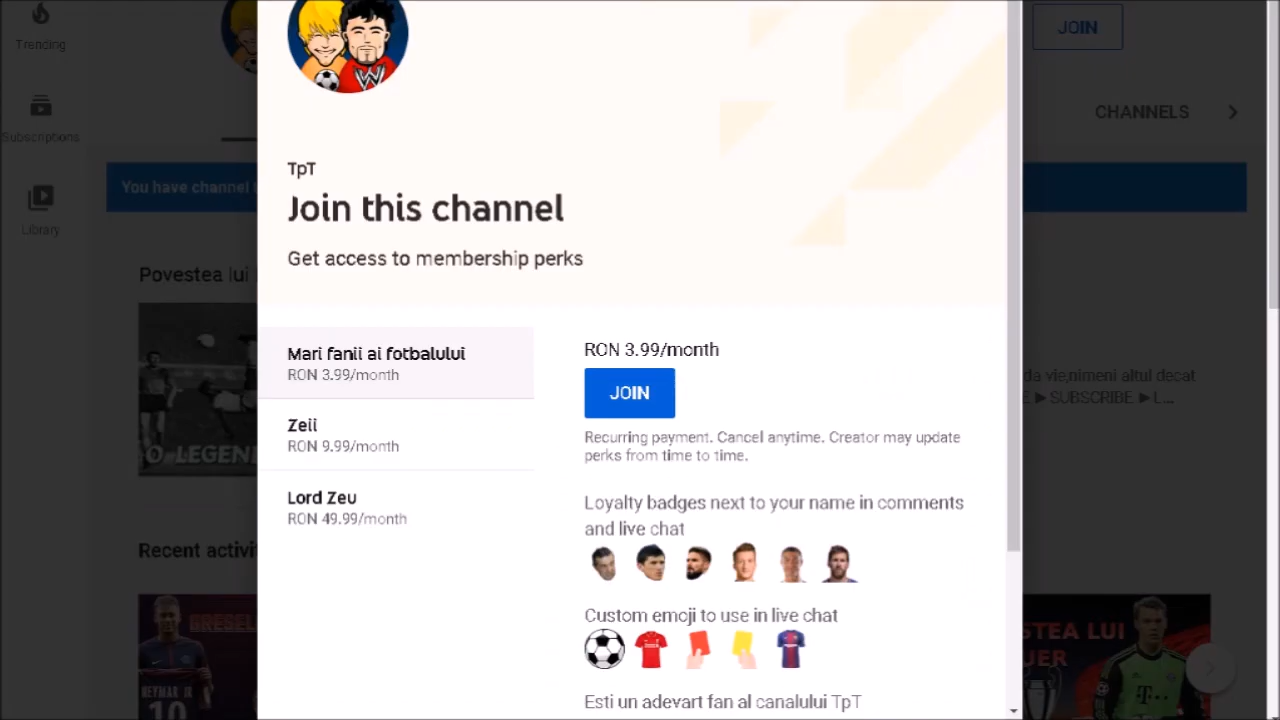 Trending
JOIN
Subscriptions
CHANNELS
You have channel
Library
TpT
Join this channel
Get access to membership perks
Povestea lui
Mari fanii ai fotbalului
RON 3.99/month
Zeii
RON 9.99/month
Lord Zeu
RON 49.99/month
RON 3.99/month
JOIN
Recurring payment. Cancel anytime. Creator may update
perks from time to time.
Loyalty badges next to your name in comments
and live chat
Custom emoji to use in live chat
Esti un adevart fan al canalului TpT
da vie,nimeni altul decat
E ►SUBSCRIBE ►L...
O LEGEN
Recent activi
GRESEL
NEYMAR JR
10
STEA LUI
UER
T